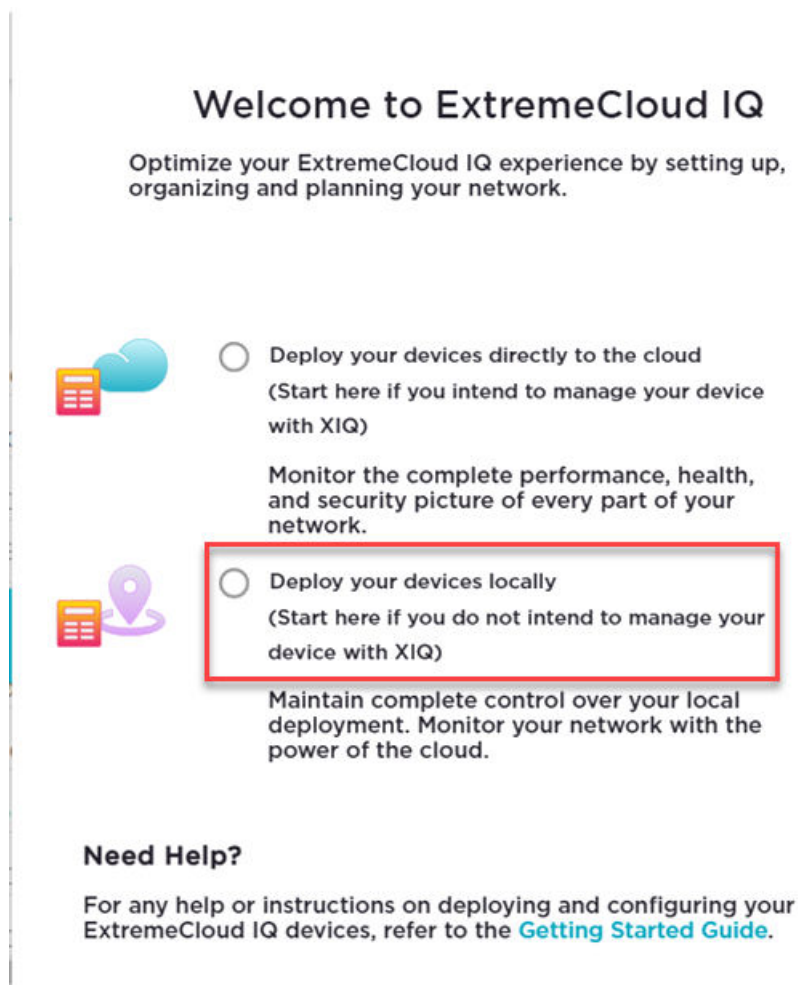 Welcome to ExtremeCloud IQ
Optimize your ExtremeCloud IQ experience by setting up,
organizing and planning your network.
Deploy your devices directly to the cloud
(Start here if you intend to manage your device
with XIQ)
Monitor the complete performance, health,
and security picture of every part of your
network.
Deploy your devices locally
(Start here if you do not intend to manage your
device with XIQ)
Maintain complete control over your local
deployment. Monitor your network with the
power of the cloud.
Need Help?
For any help or instructions on deploying and configuring your
ExtremeCloud IQ devices, refer to the Getting Started Guide.